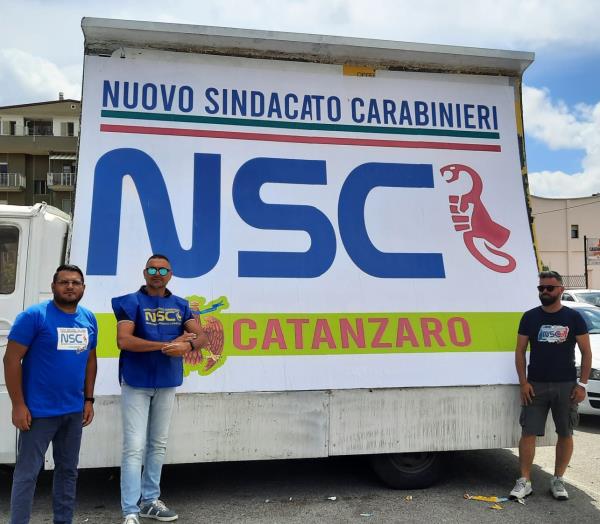 NUOVO SINDACATO CARABINIERI
NSC
CATANZARO
NSC
NSC